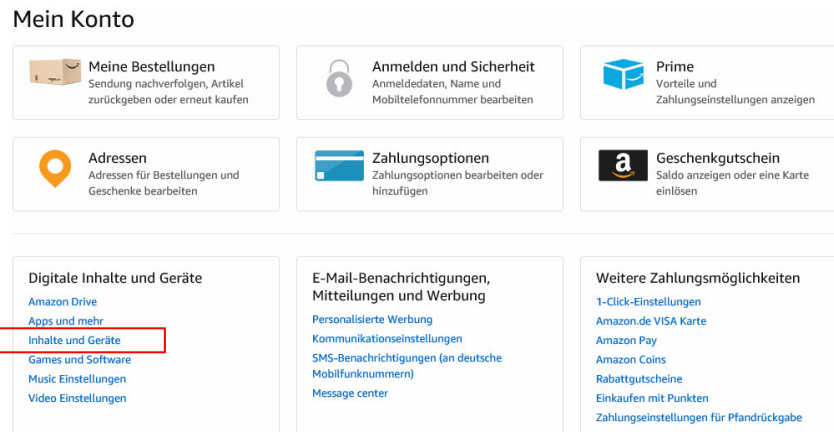 Mein Konto
Meine Bestellungen
Sendung nachverfolgen, Artikel
zurückgeben oder erneut kaufen
Anmelden und Sicherheit
Anmeldedaten, Name und
Mobiltelefonnummer bearbeiten
Prime
Vorteile und
Zahlungseinstellungen anzeigen
Adressen
Adressen für Bestellungen und
Geschenke bearbeiten
Zahlungsoptionen
Zahlungsoptionen bearbeiten oder
hinzufügen
a
Geschenkgutschein
Saldo anzeigen oder eine Karte
einlösen
Digitale Inhalte und Geräte
Amazon Drive
Apps und mehr
Inhalte und Geräte
Games und Software
Music Einstellungen
Video Einstellungen
E-Mail-Benachrichtigungen,
Mitteilungen und Werbung
Personalisierte Werbung
Kommunikationseinstellungen
SMS-Benachrichtigungen (an deutsche
Mobilfunknummern)
Message center
Weitere Zahlungsmöglichkeiten
1-Click-Einstellungen
Amazon.de VISA Karte
Amazon Pay
Amazon Coins
Rabattgutscheine
Einkaufen mit Punkten
Zahlungseinstellungen für Pfandrückgabe